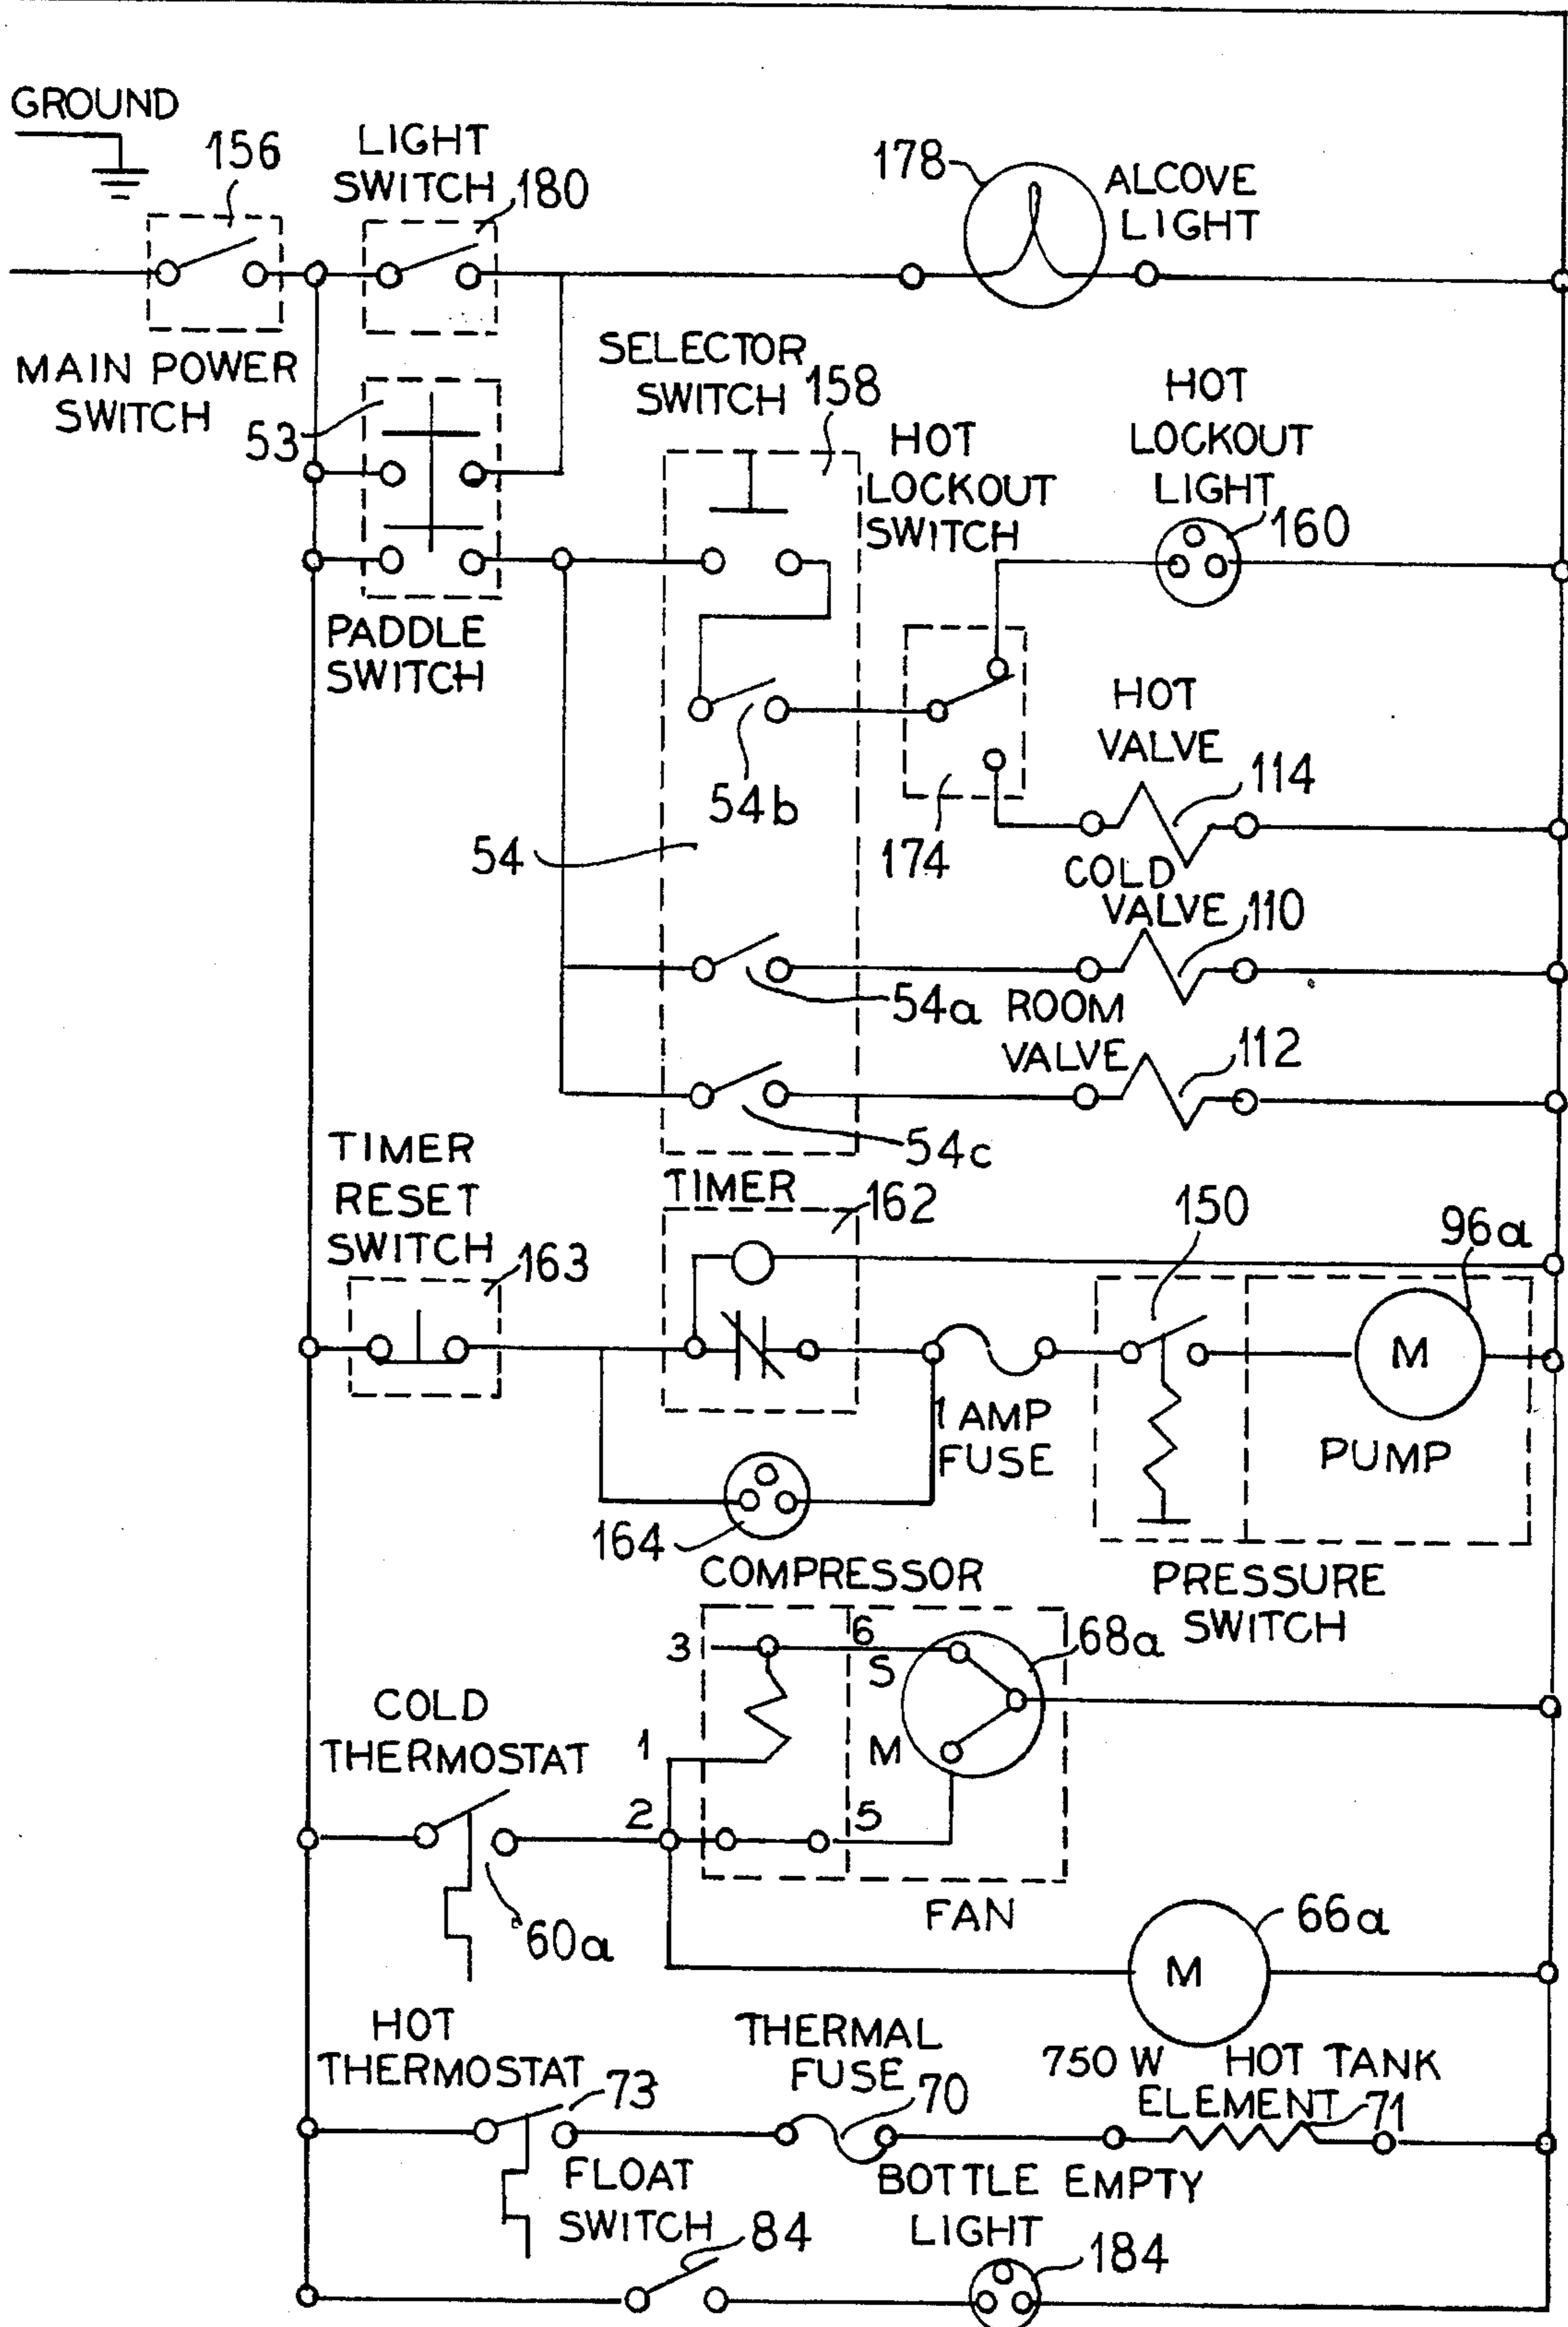 GROUND
156
LIGHT
SWITCH
180
178
ALCOVE
LIGHT
MAIN POWER
SWITCH
53
SELECTOR
SWITCH
158
HOT
LOCKOUT
SWITCH
HOT
LOCKOUT
LIGHT
160
PADDLE
SWITCH
54b
54
174
HOT
VALVE
114
COLD
VALVE
110
54a
ROOM
VALVE
112
54c
TIMER
RESET
SWITCH
163
TIMER
162
150
96a
M
1 AMP
FUSE
PUMP
164
COMPRESSOR
PRESSURE
SWITCH
3
6
S
68a
COLD
THERMOSTAT
1
M
2
5
60a
FAN
66a
M
HOT
THERMOSTAT
73
THERMAL
FUSE
70
750 W HOT TANK
ELEMENT
71
FLOAT
SWITCH
84
BOTTLE EMPTY
LIGHT
184